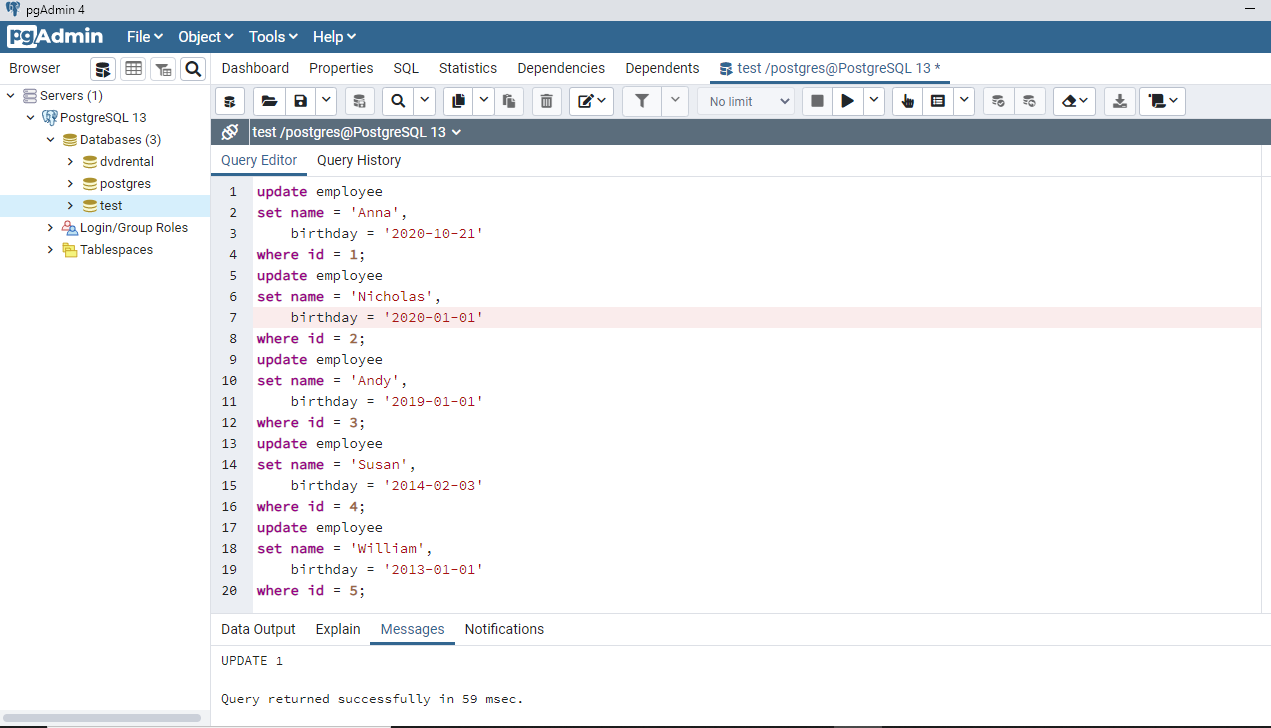 pgAdmin 4
pgAdmin File Object Tools Help
Browser
Dashboard Properties SQL Statistics Dependencies Dependents test /postgres@PostgreSQL 13 *
Servers (1)
PostgreSQL 13
Databases (3)
dvdrental
postgres
test
Login/Group Roles
Tablespaces
No limit
test /postgres@PostgreSQL 13
Query Editor Query History
1 update employee
2 set name = 'Anna',
3 birthday = '2020-10-21'
4 where id = 1;
5 update employee
6 set name = 'Nicholas',
7 birthday = '2020-01-01'
8 where id = 2;
9 update employee
10 set name = 'Andy',
11 birthday = '2019-01-01'
12 where id = 3;
13 update employee
14 set name = 'Susan',
15 birthday = '2014-02-03'
16 where id = 4;
17 update employee
18 set name = 'William',
19 birthday = '2013-01-01'
20 where id = 5;
Data Output Explain Messages Notifications
UPDATE 1
Query returned successfully in 59 msec.